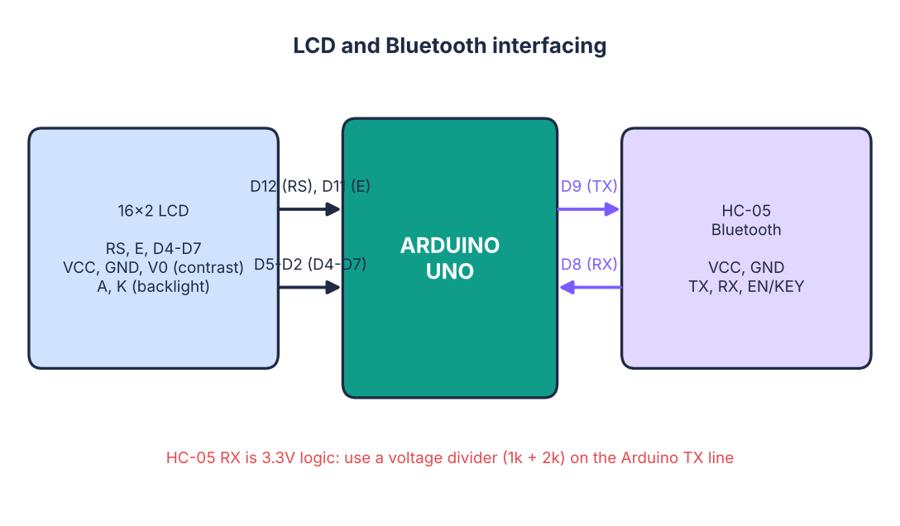 LCD and Bluetooth interfacing
16×2 LCD
RS, E, D4-D7
VCC, GND, V0 (contrast)
A, K (backlight)
D12 (RS), D11 (E)
D5-D2 (D4-D7)
ARDUINO
UNO
D9 (TX)
D8 (RX)
HC-05
Bluetooth
VCC, GND
TX, RX, EN/KEY
HC-05 RX is 3.3V logic: use a voltage divider (1k + 2k) on the Arduino TX line